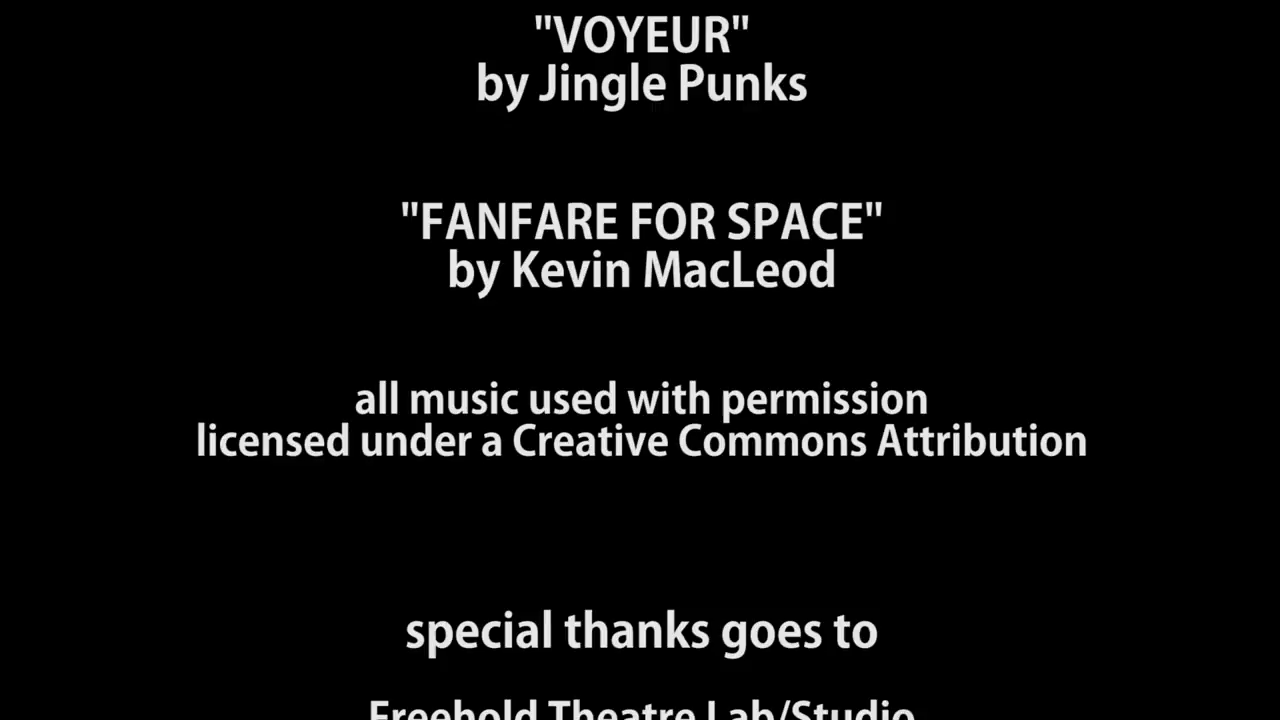 "VOYEUR"
by Jingle Punks
"FANFARE FOR SPACE"
by Kevin MacLeod
all music used with permission
licensed under a Creative Commons Attribution
special thanks goes to
Freehold Theatre Lab/Studio